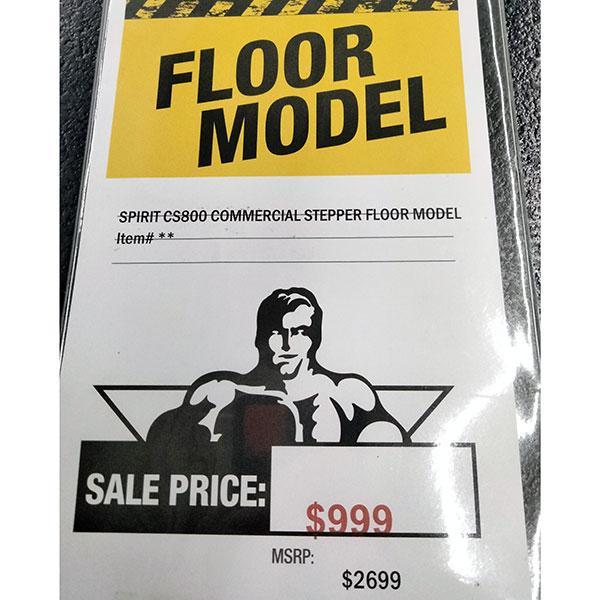 FLOOR
MODEL
SPIRIT CS800 COMMERCIAL STEPPER FLOOR MODEL
Item# **
SALE PRICE:
$999
MSRP:
$2699